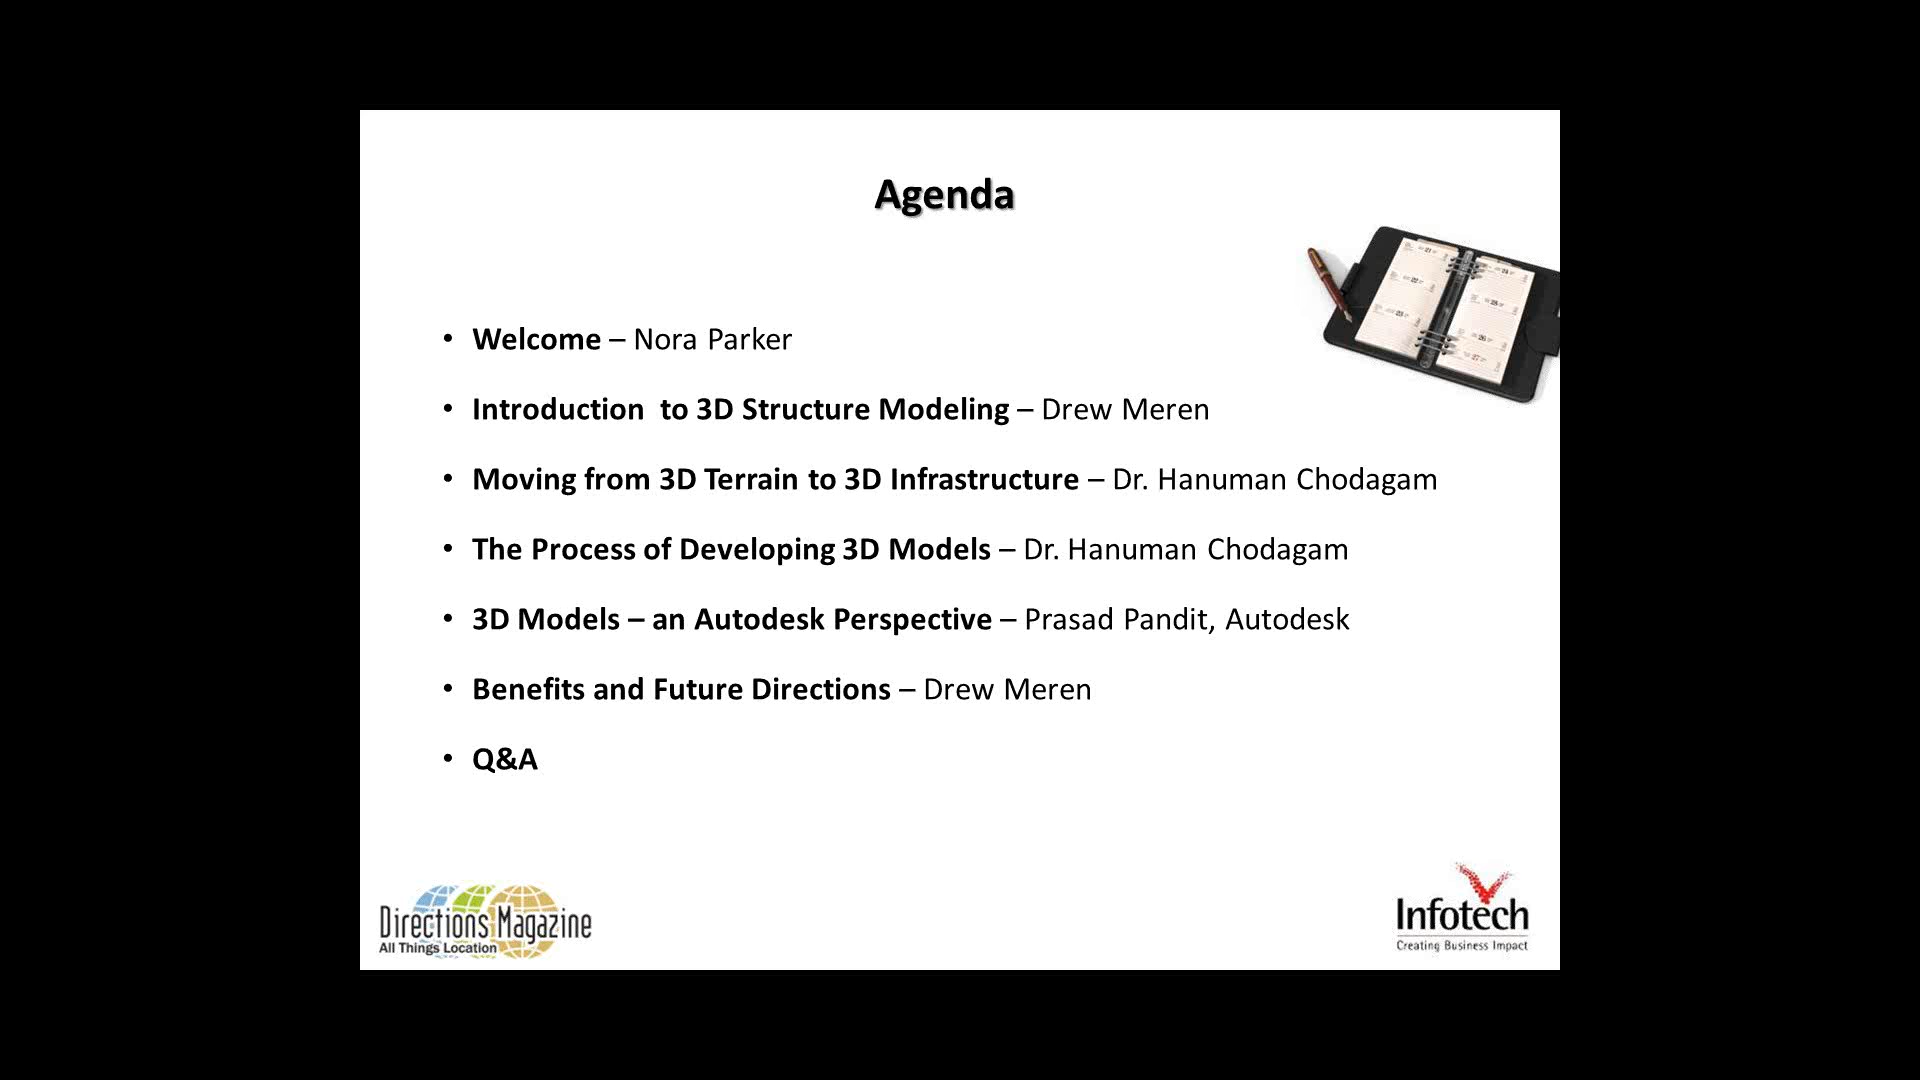 Agenda
• Welcome – Nora Parker
• Introduction  to 3D Structure Modeling – Drew Meren
• Moving from 3D Terrain to 3D Infrastructure – Dr. Hanuman Chodagam
• The Process of Developing 3D Models – Dr. Hanuman Chodagam
• 3D Models – an Autodesk Perspective – Prasad Pandit, Autodesk
• Benefits and Future Directions – Drew Meren
• Q&A
Directions Magazine
All Things Location
Infotech
Creating Business Impact